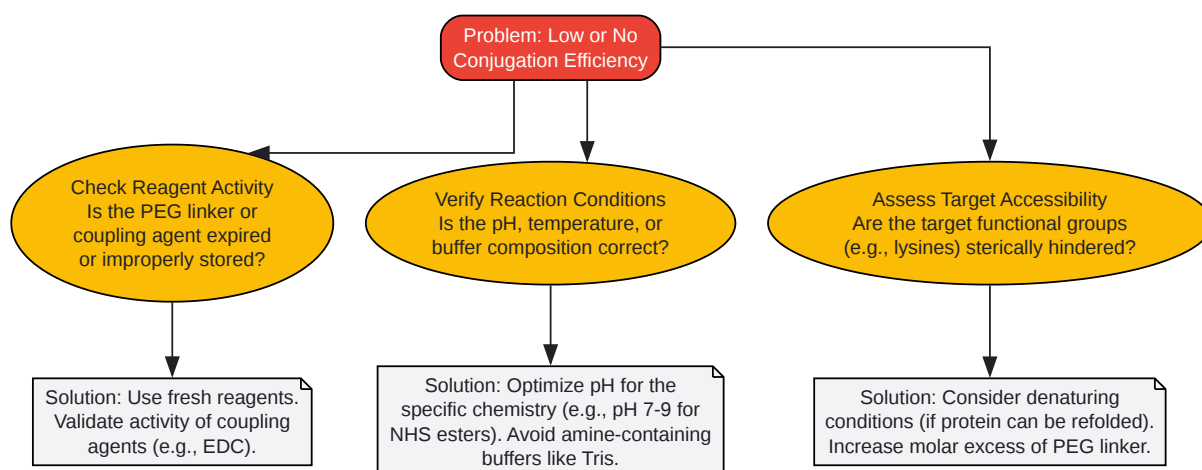 Problem: Low or No
Conjugation Efficiency
Check Reagent Activity
Is the PEG linker or
coupling agent expired
or improperly stored?
Verify Reaction Conditions
Is the pH, temperature, or
buffer composition correct?
Assess Target Accessibility
Are the target functional groups
(e.g., lysines) sterically hindered?
Solution: Use fresh reagents.
Validate activity of coupling
agents (e.g., EDC).
Solution: Optimize pH for the
specific chemistry (e.g., pH 7-9 for
NHS esters). Avoid amine-containing
buffers like Tris.
Solution: Consider denaturing
conditions (if protein can be refolded).
Increase molar excess of PEG linker.